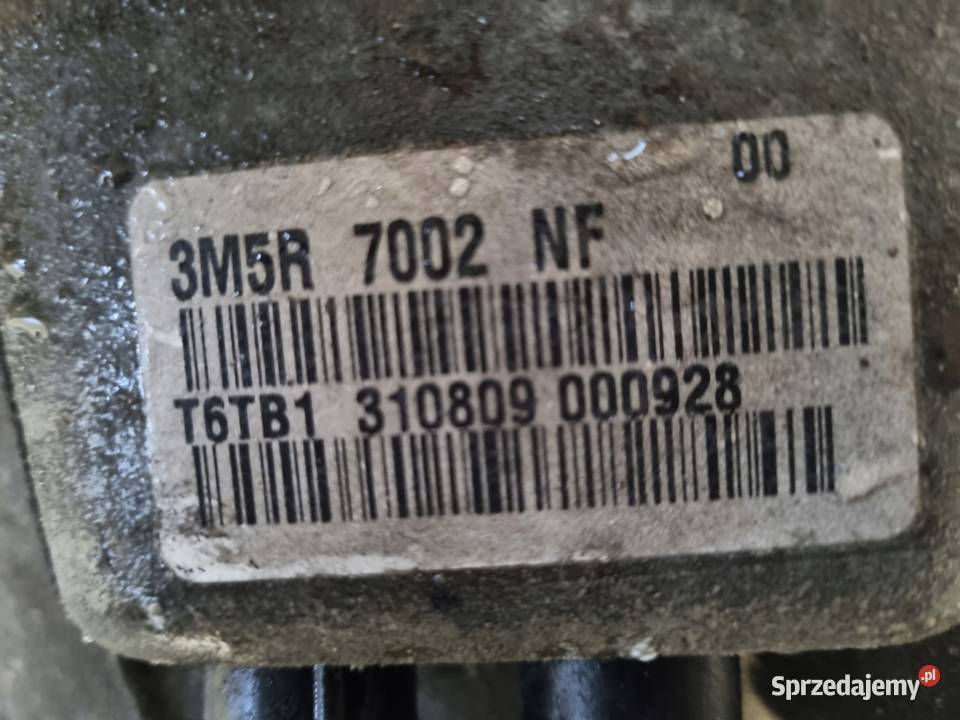 00
3M5R 7002 NF
T6TB1 310809 000928
Sprzedajemy.pl